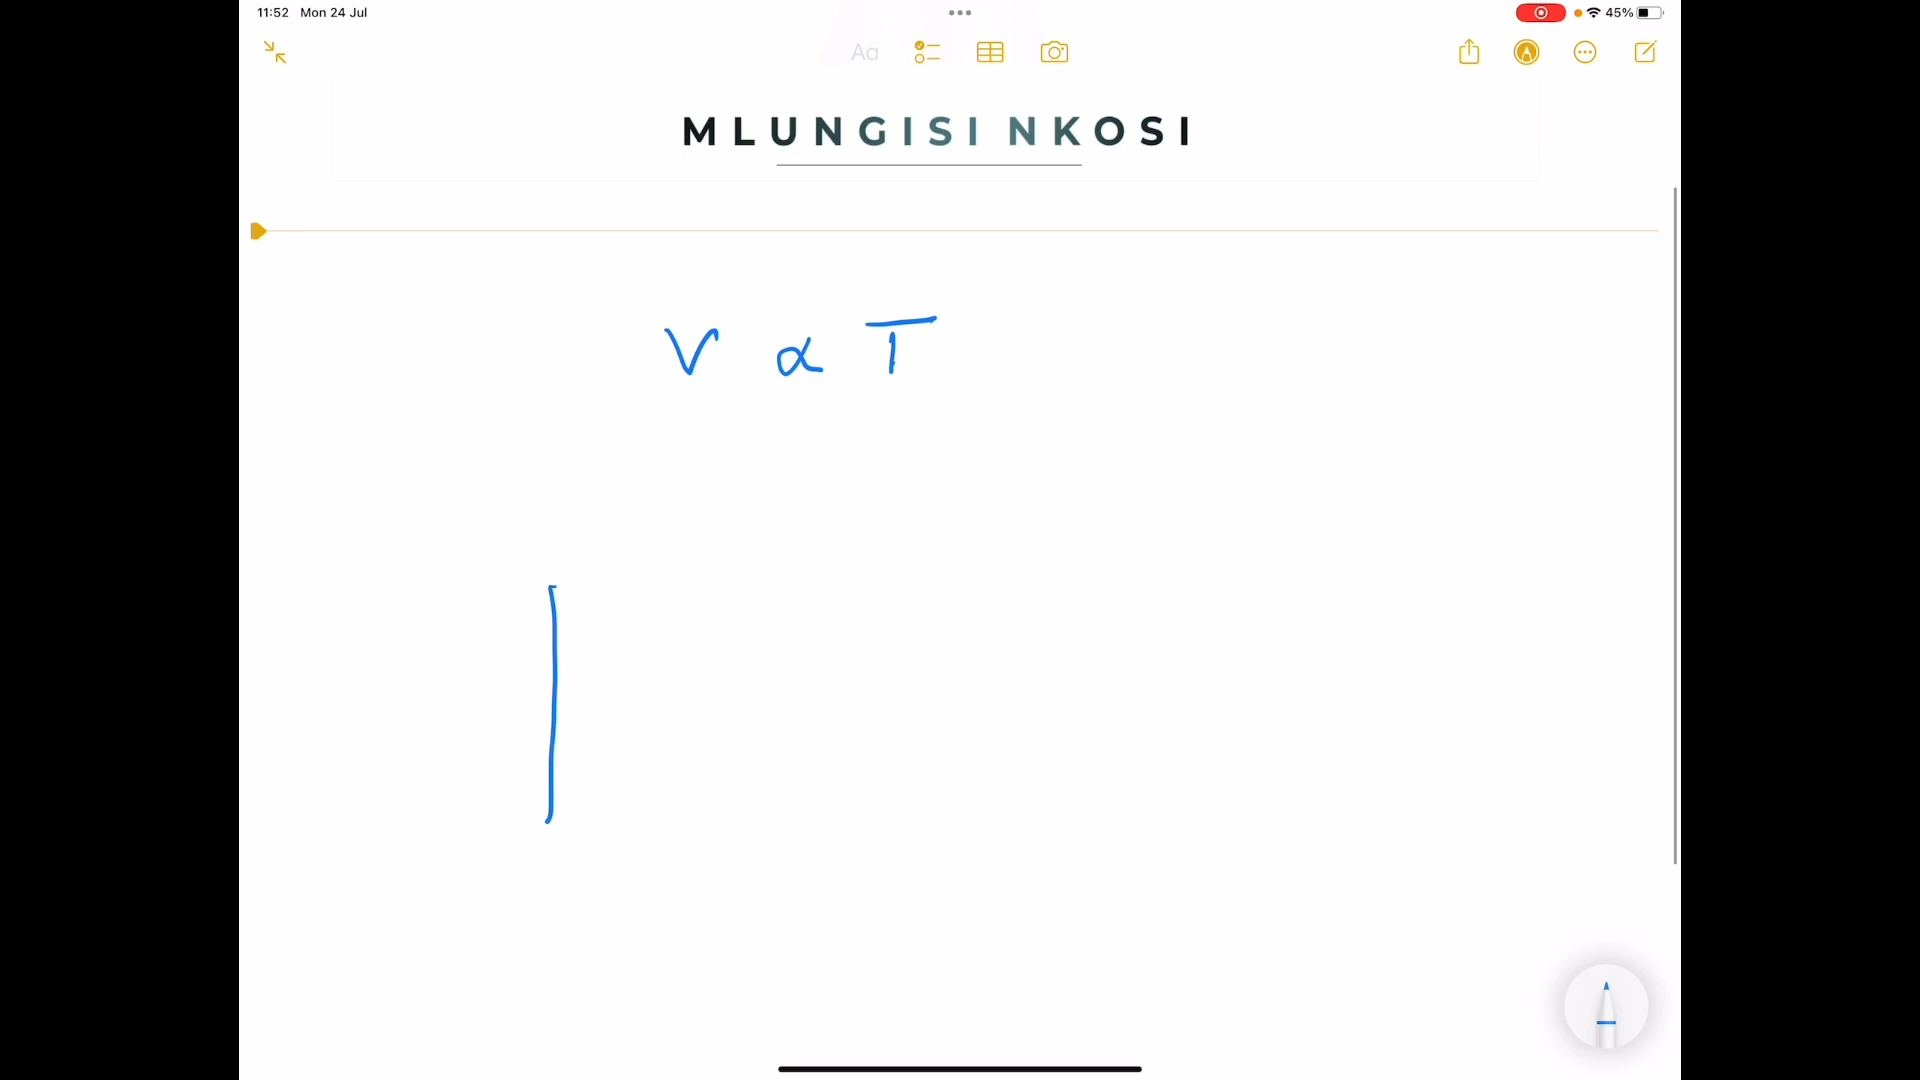 11:52 Mon 24 Jul 45%
Aa
MLUNGISI NKOSI
V ∝ T